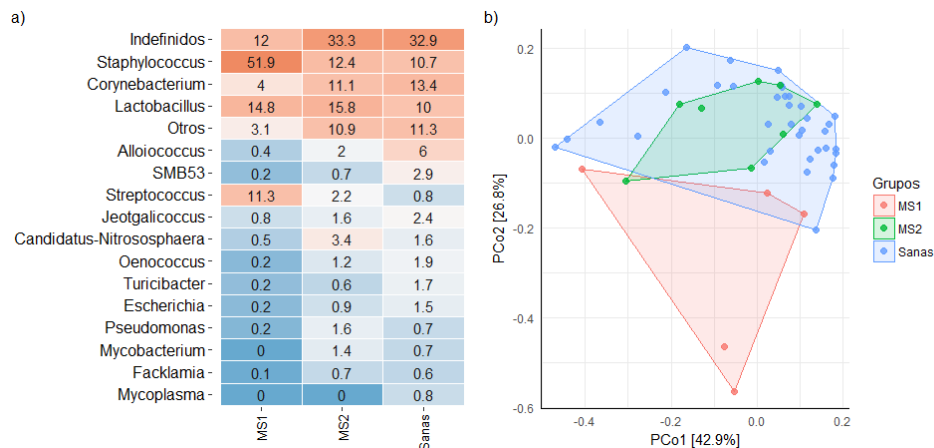 a)
Indefinidos 12 33.3 32.9
Staphylococcus 51.9 12.4 10.7
Corynebacterium 4 11.1 13.4
Lactobacillus 14.8 15.8 10
Otros 3.1 10.9 11.3
Alloiococcus 0.4 2 6
SMB53 0.2 0.7 2.9
Streptococcus 11.3 2.2 0.8
Jeotgalicoccus 0.8 1.6 2.4
Candidatus-Nitrososphaera 0.5 3.4 1.6
Oenococcus 0.2 1.2 1.9
Turicibacter 0.2 0.6 1.7
Escherichia 0.2 0.9 1.5
Pseudomonas 0.2 1.6 0.7
Mycobacterium 0 1.4 0.7
Facklamia 0.1 0.7 0.6
Mycoplasma 0 0 0.8
MS1 MS2 Sanas
b)
PCo2 [26.8%]
0.2
0.0
-0.2
-0.4
-0.6
-0.4 -0.2 0.0 0.2
PCo1 [42.9%]
Grupos
MS1
MS2
Sanas